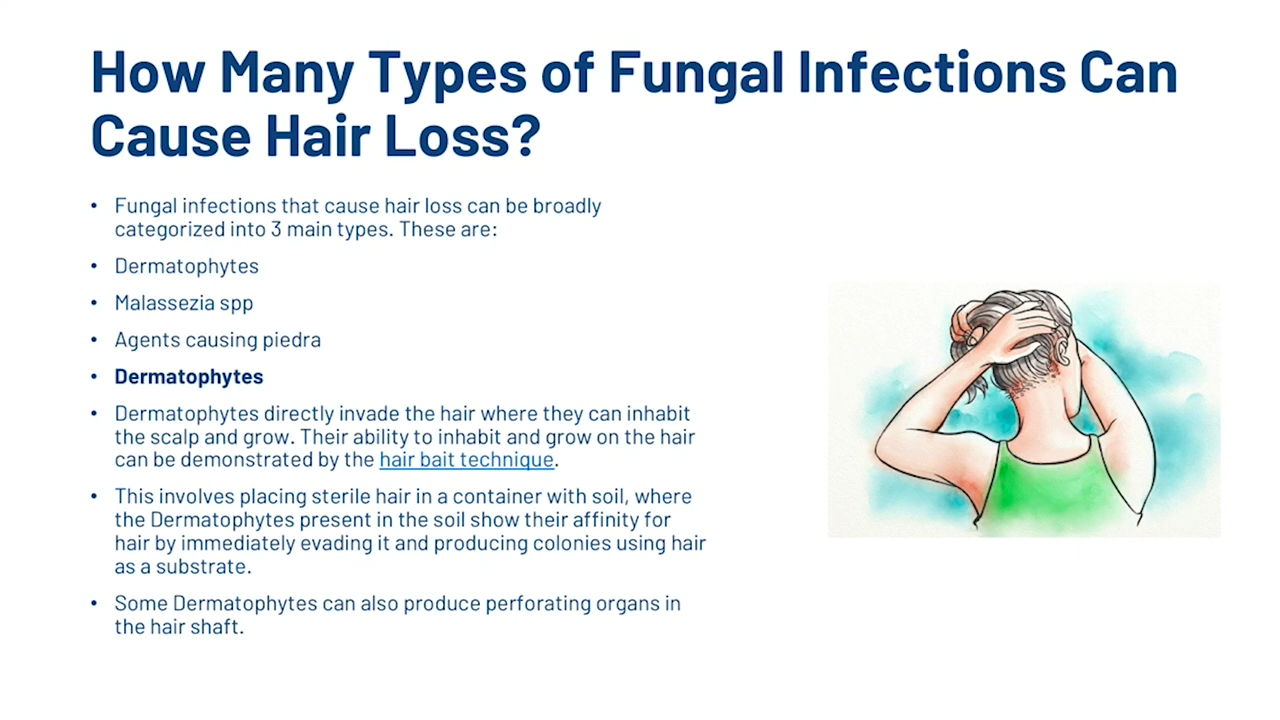 How Many Types of Fungal Infections Can
Cause Hair Loss?
• Fungal infections that cause hair loss can be broadly
categorized into 3 main types. These are:
• Dermatophytes
• Malassezia spp
• Agents causing piedra
• Dermatophytes
• Dermatophytes directly invade the hair where they can inhabit
the scalp and grow. Their ability to inhabit and grow on the hair
can be demonstrated by the hair bait technique.
• This involves placing sterile hair in a container with soil, where
the Dermatophytes present in the soil show their affinity for
hair by immediately evading it and producing colonies using hair
as a substrate.
• Some Dermatophytes can also produce perforating organs in
the hair shaft.